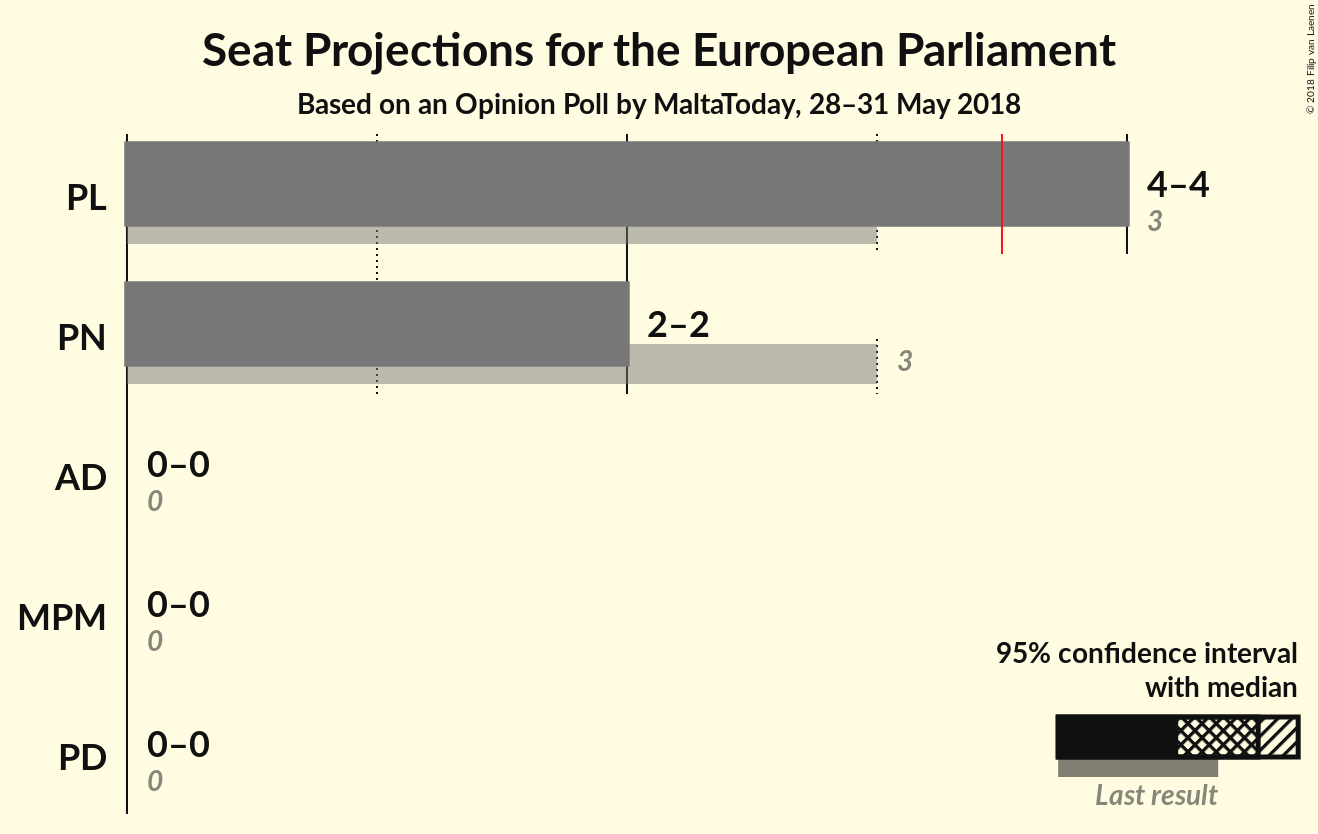 Seat Projections for the European Parliament
Based on an Opinion Poll by MaltaToday, 28–31 May 2018
© 2018 Filip van Laenen
PL
4–4
3
PN
2–2
3
AD
0–0
0
MPM
0–0
0
PD
0–0
0
95% confidence interval
with median
Last result